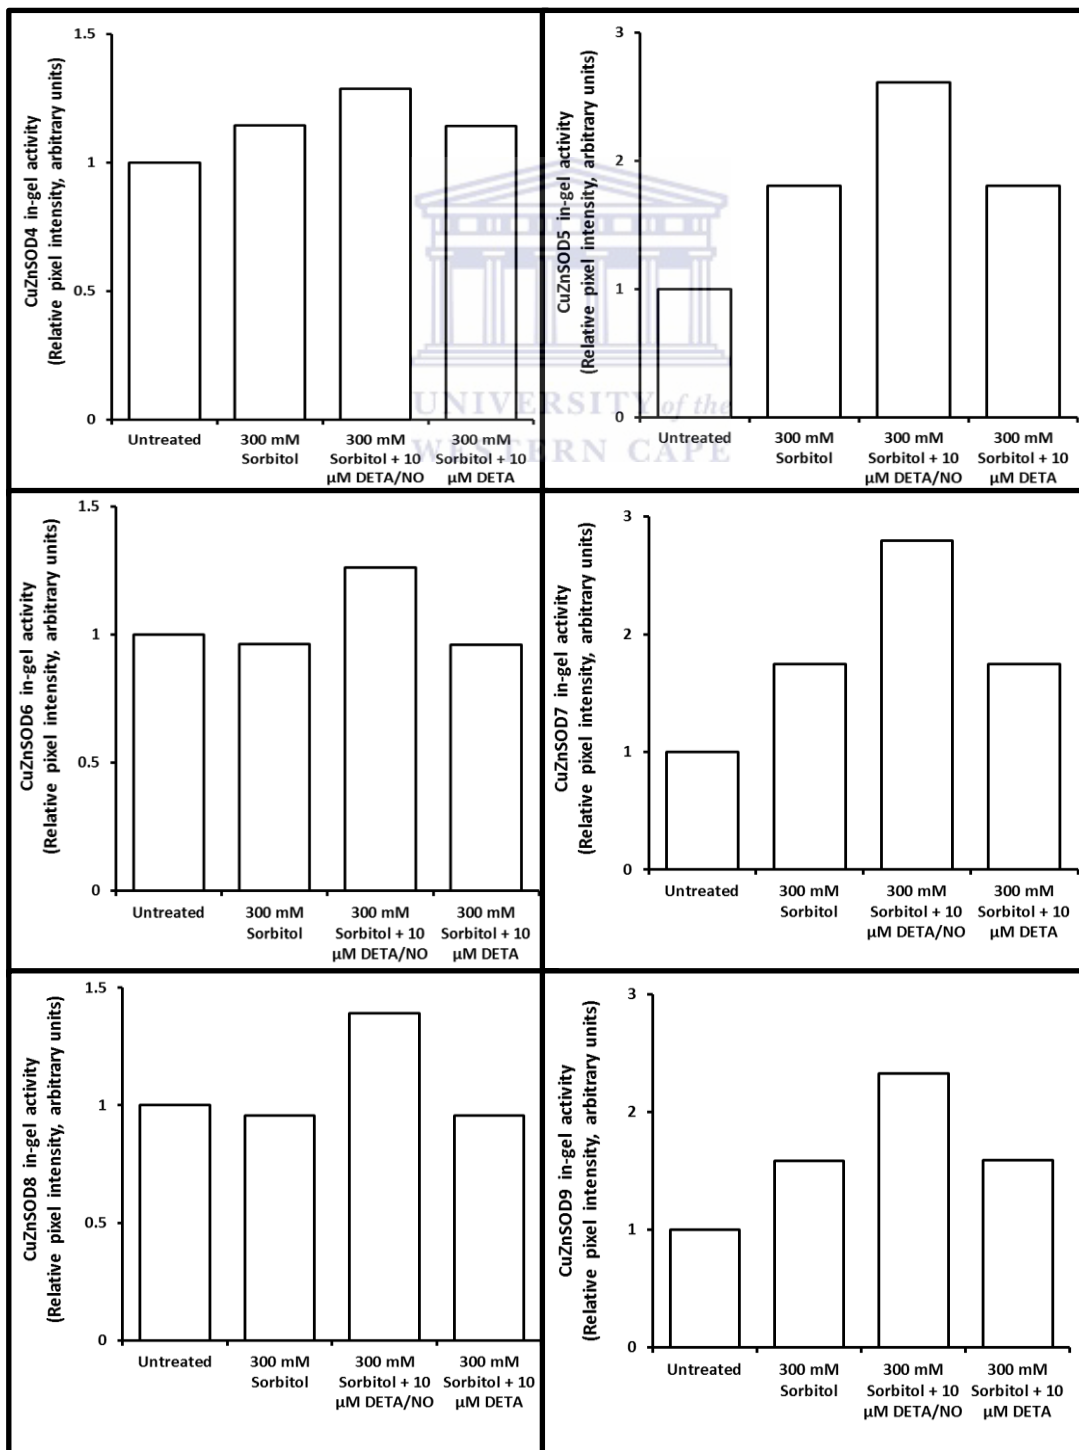 CuZnSOD4 in-gel activity
(Relative pixel intensity, arbitrary units)
1.5
1
0.5
0
Untreated
300 mM
Sorbitol
300 mM
Sorbitol + 10
µM DETA/NO
300 mM
Sorbitol + 10
µM DETA
CuZnSOD5 in-gel activity
(Relative pixel intensity, arbitrary units)
3
2
1
0
Untreated
300 mM
Sorbitol
300 mM
Sorbitol + 10
µM DETA/NO
300 mM
Sorbitol + 10
µM DETA
UNIVERSITY of the
WESTERN CAPE
CuZnSOD6 in-gel activity
(Relative pixel intensity, arbitrary units)
1.5
1
0.5
0
Untreated
300 mM
Sorbitol
300 mM
Sorbitol + 10
µM DETA/NO
300 mM
Sorbitol + 10
µM DETA
CuZnSOD7 in-gel activity
(Relative pixel intensity, arbitrary units)
3
2
1
0
Untreated
300 mM
Sorbitol
300 mM
Sorbitol + 10
µM DETA/NO
300 mM
Sorbitol + 10
µM DETA
CuZnSOD8 in-gel activity
(Relative pixel intensity, arbitrary units)
1.5
1
0.5
0
Untreated
300 mM
Sorbitol
300 mM
Sorbitol + 10
µM DETA/NO
300 mM
Sorbitol + 10
µM DETA
CuZnSOD9 in-gel activity
(Relative pixel intensity, arbitrary units)
3
2
1
0
Untreated
300 mM
Sorbitol
300 mM
Sorbitol + 10
µM DETA/NO
300 mM
Sorbitol + 10
µM DETA